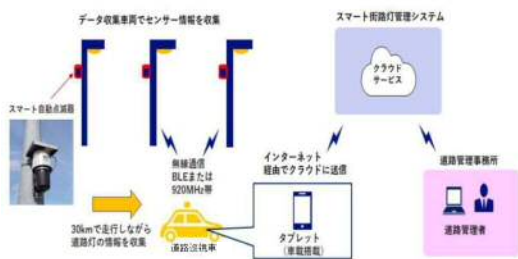 データ収集車両でセンサー情報を収集
スマート街路灯管理システム
クラウド
サービス
スマート自動点滅器
無線通信
BLEまたは
920MHz帯
インターネット
経由でクラウドに送信
道路管理事務所
30kmで走行しながら
道路灯の情報を収集
道路巡視車
タブレット
（車載搭載）
道路管理者